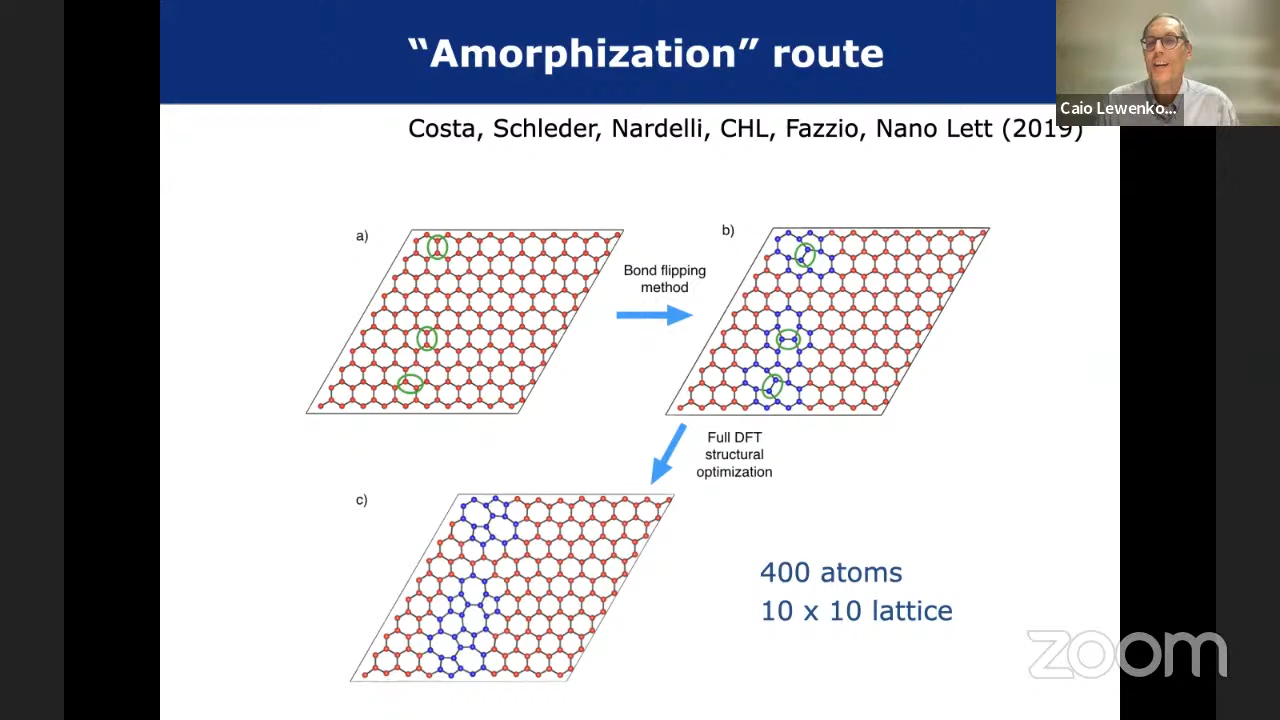 “Amorphization” route
Caio Lewenko...
Costa, Schleder, Nardelli, CHL, Fazzio, Nano Lett (2019)
a)
b)
Bond flipping
method
Full DFT
structural
optimization
c)
400 atoms
10 x 10 lattice
zoom